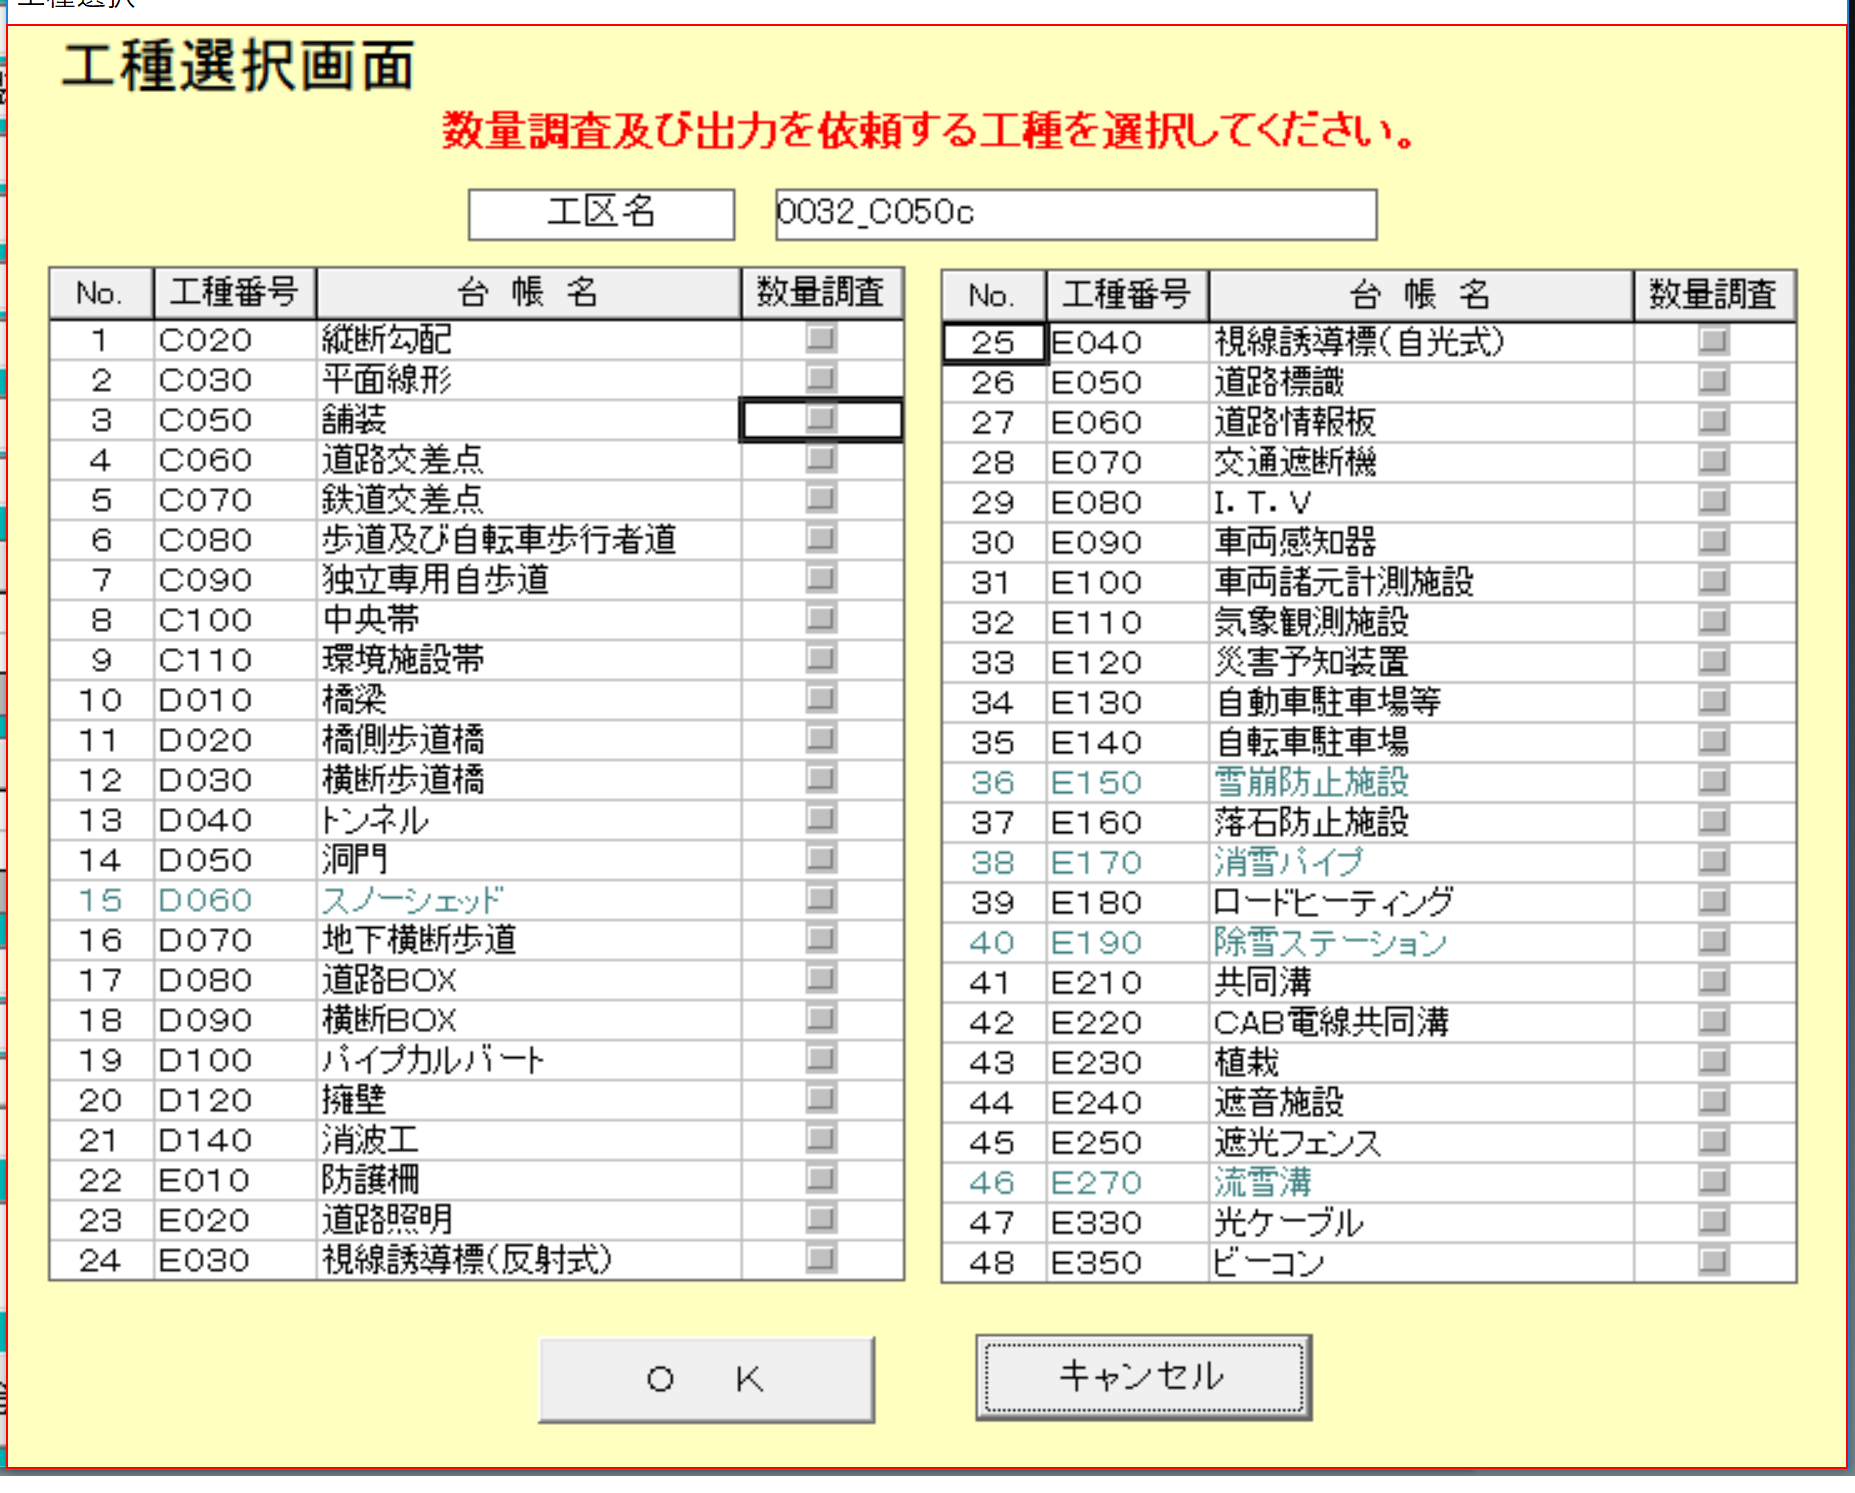 工種選択
工種選択画面
数量調査及び出力を依頼する工種を選択してください。
工区名 0032_C050c
No. 工種番号 台 帳 名 数量調査
1 C020 縦断勾配
2 C030 平面線形
3 C050 舗装
4 C060 道路交差点
5 C070 鉄道交差点
6 C080 歩道及び自転車歩行者道
7 C090 独立専用自歩道
8 C100 中央帯
9 C110 環境施設帯
10 D010 橋梁
11 D020 橋側歩道橋
12 D030 横断歩道橋
13 D040 トンネル
14 D050 洞門
15 D060 スノーシェッド
16 D070 地下横断歩道
17 D080 道路BOX
18 D090 横断BOX
19 D100 パイプカルバート
20 D120 擁壁
21 D140 消波工
22 E010 防護柵
23 E020 道路照明
24 E030 視線誘導標(反射式)
No. 工種番号 台 帳 名 数量調査
25 E040 視線誘導標(自光式)
26 E050 道路標識
27 E060 道路情報板
28 E070 交通遮断機
29 E080 I.T.V
30 E090 車両感知器
31 E100 車両諸元計測施設
32 E110 気象観測施設
33 E120 災害予知装置
34 E130 自動車駐車場等
35 E140 自転車駐車場
36 E150 雪崩防止施設
37 E160 落石防止施設
38 E170 消雪パイプ
39 E180 ロードヒーティング
40 E190 除雪ステーション
41 E210 共同溝
42 E220 CAB電線共同溝
43 E230 植栽
44 E240 遮音施設
45 E250 遮光フェンス
46 E270 流雪溝
47 E330 光ケーブル
48 E350 ビーコン
O K キャンセル